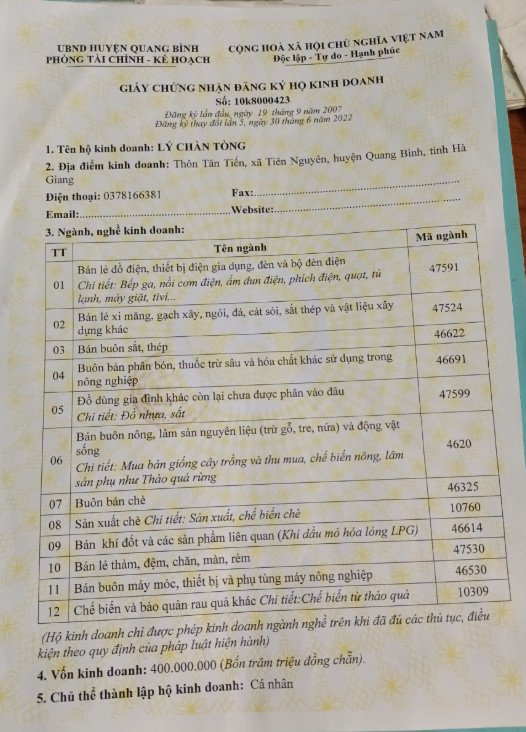 UBND HUYỆN QUANG BÌNH
PHÒNG TÀI CHÍNH - KẾ HOẠCH
CỘNG HOÀ XÃ HỘI CHỦ NGHĨA VIỆT NAM
Độc lập - Tự do - Hạnh phúc
GIẤY CHỨNG NHẬN ĐĂNG KÝ HỘ KINH DOANH
Số: 10k8000423
Đăng ký lần đầu, ngày 19 tháng 9 năm 2007
Đăng ký thay đổi lần 5, ngày 30 tháng 6 năm 2022
1. Tên hộ kinh doanh: LÝ CHÀN TÒNG
2. Địa điểm kinh doanh: Thôn Tân Tiến, xã Tiên Nguyên, huyện Quang Bình, tỉnh Hà
Giang
Điện thoại: 0378166381 Fax:
Email: Website:
3. Ngành, nghề kinh doanh:
TT Tên ngành Mã ngành
01 Bán lẻ đồ điện, thiết bị điện gia dụng, đèn và bộ đèn điện 47591
Chi tiết: Bếp ga, nồi cơm điện, ấm đun điện, phích điện, quạt, tủ
lạnh, máy giặt, tivi...
02 Bán lẻ xi măng, gạch xây, ngói, đá, cát sỏi, sắt thép và vật liệu xây 47524
dựng khác
03 Bán buôn sắt, thép 46622
04 Buôn bán phân bón, thuốc trừ sâu và hóa chất khác sử dụng trong 46691
nông nghiệp
05 Đồ dùng gia đình khác còn lại chưa được phân vào đâu 47599
Chi tiết: Đồ nhựa, sắt
06 Bán buôn nông, lâm sản nguyên liệu (trừ gỗ, tre, nứa) và động vật 4620
sống
Chi tiết: Mua bán giống cây trồng và thu mua, chế biến nông, lâm
sản phụ như Thảo quả rừng
07 Buôn bán chè 46325
08 Sản xuất chè Chi tiết: Sản xuất, chế biến chè 10760
09 Bán khí đốt và các sản phẩm liên quan (Khí dầu mỏ hóa lỏng LPG) 46614
10 Bán lẻ thảm, đệm, chăn, màn, rèm 47530
11 Bán buôn máy móc, thiết bị và phụ tùng máy nông nghiệp 46530
12 Chế biến và bảo quản rau quả khác Chi tiết:Chế biến từ thảo quả 10309
(Hộ kinh doanh chỉ được phép kinh doanh ngành nghề trên khi đã đủ các thủ tục, điều
kiện theo quy định của pháp luật hiện hành)
4. Vốn kinh doanh: 400.000.000 (Bốn trăm triệu đồng chẵn).
5. Chủ thể thành lập hộ kinh doanh: Cá nhân